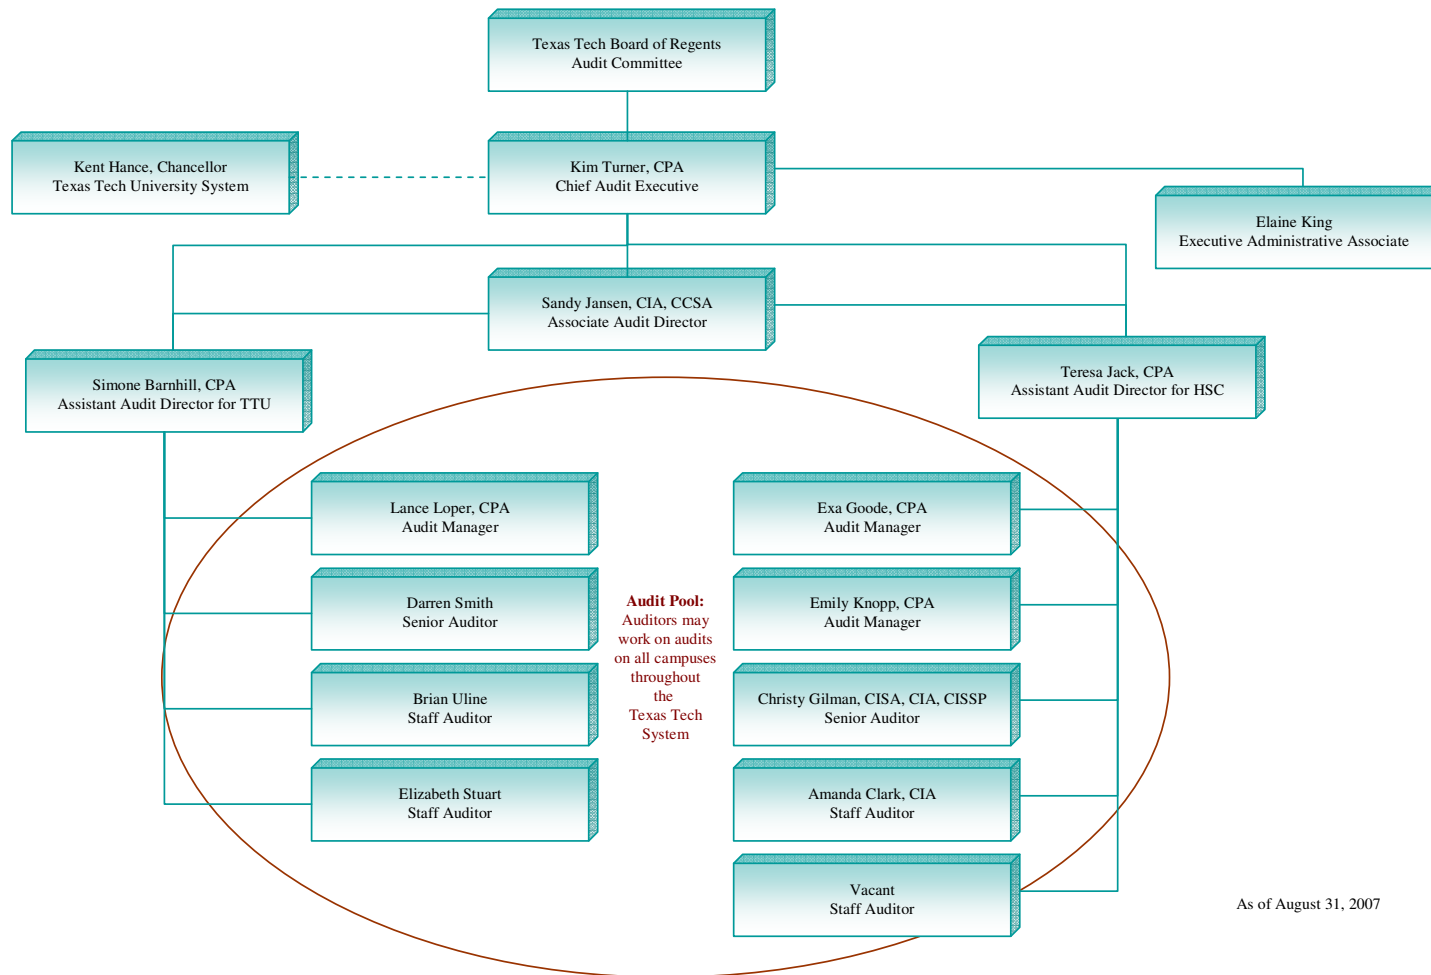 Texas Tech Board of Regents
Audit Committee
Kent Hance, Chancellor
Texas Tech University System
Kim Turner, CPA
Chief Audit Executive
Elaine King
Executive Administrative Associate
Sandy Jansen, CIA, CCSA
Associate Audit Director
Simone Barnhill, CPA
Assistant Audit Director for TTU
Teresa Jack, CPA
Assistant Audit Director for HSC
Lance Loper, CPA
Audit Manager
Darren Smith
Senior Auditor
Brian Uline
Staff Auditor
Elizabeth Stuart
Staff Auditor
Audit Pool:
Auditors may
work on audits
on all campuses
throughout
the
Texas Tech
System
Exa Goode, CPA
Audit Manager
Emily Knopp, CPA
Audit Manager
Christy Gilman, CISA, CIA, CISSP
Senior Auditor
Amanda Clark, CIA
Staff Auditor
Vacant
Staff Auditor
As of August 31, 2007